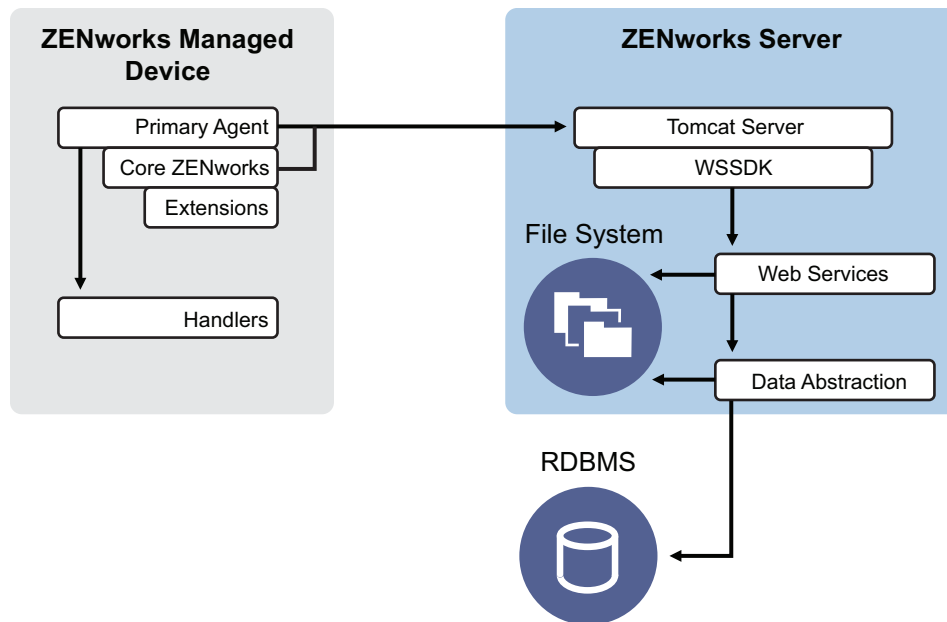 ZENworks Managed
Device
Primary Agent
Core ZENworks
Extensions
Handlers
ZENworks Server
Tomcat Server
WSSDK
File System
Web Services
Data Abstraction
RDBMS